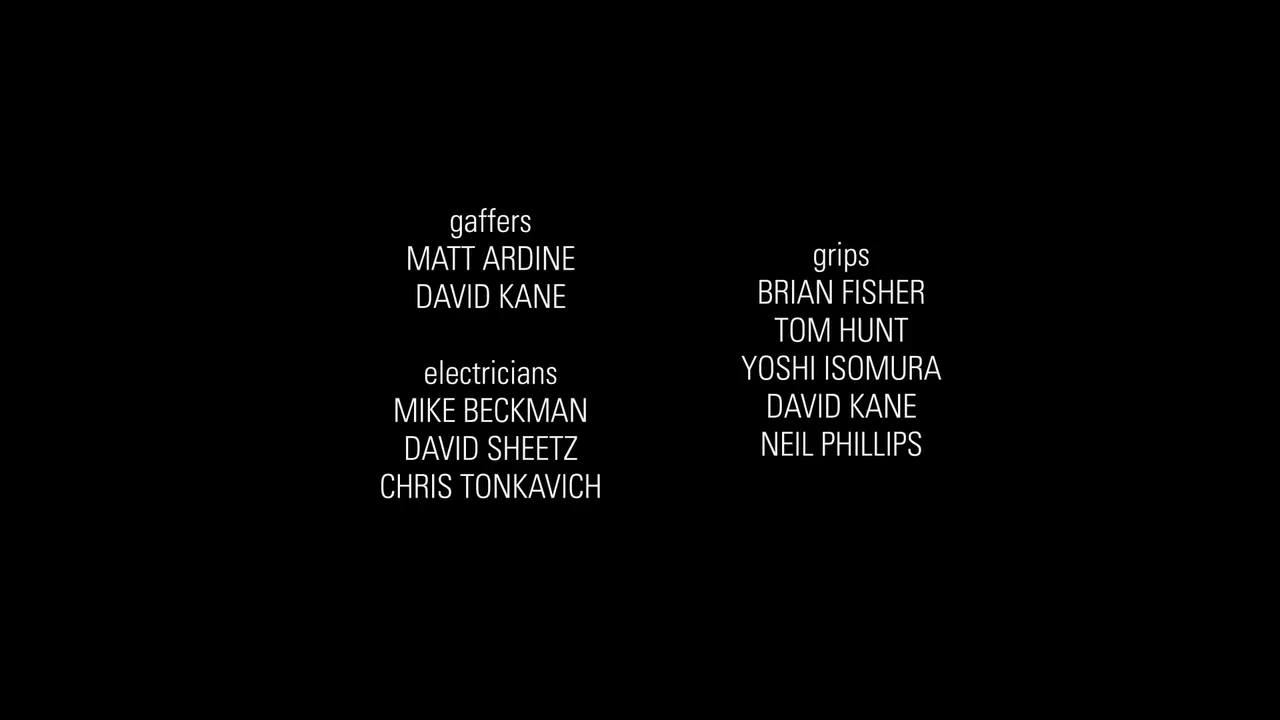 gaffers
MATT ARDINE
DAVID KANE
electricians
MIKE BECKMAN
DAVID SHEETZ
CHRIS TONKAVICH
grips
BRIAN FISHER
TOM HUNT
YOSHI ISOMURA
DAVID KANE
NEIL PHILLIPS